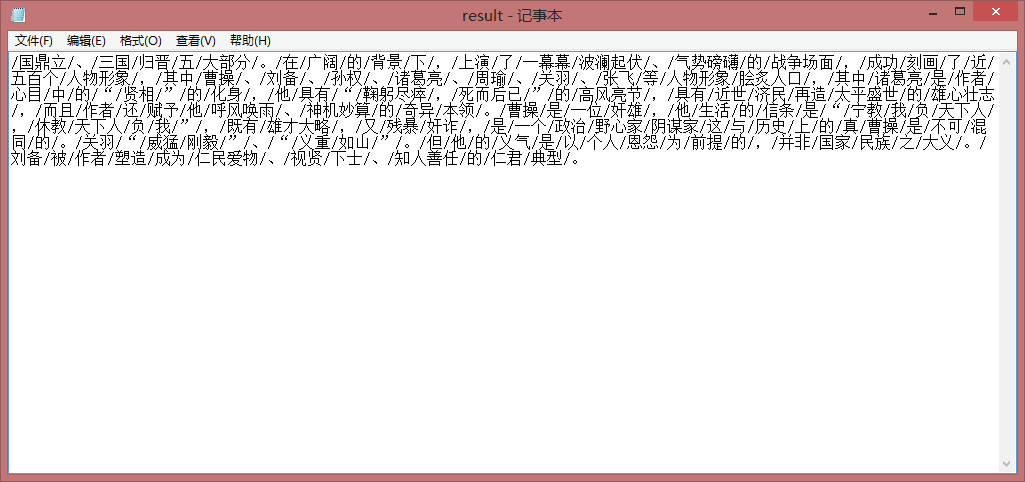 result - 记事本
文件(F) 编辑(E) 格式(O) 查看(V) 帮助(H)
/国鼎立/、/三国/归晋/五/大部分/。/在/广阔/的/背景/下/，/上演/了/一幕幕/波澜起伏/、/气势磅礴/的/战争场面/，/成功/刻画/了/近/
五百个/人物形象/，/其中/曹操/、/刘备/、/孙权/、/诸葛亮/、/周瑜/、/关羽/、/张飞/等/人物形象/脍炙人口/，/其中/诸葛亮/是/作者/
心目/中/的/“/贤相/”/的/化身/，/他/具有/“/鞠躬尽瘁/，/死而后已/”/的/高风亮节/，/具有/近世/济民/再造/太平盛世/的/雄心壮志
/，/而且/作者/还/赋予/他/呼风唤雨/、/神机妙算/的/奇异/本领/。/曹操/是/一位/奸雄/，/他/生活/的/信条/是/“/宁教/我/负/天下人/
，/休教/天下人/负/我/”/，/既有/雄才大略/，/又/残暴/奸诈/，/是/一个/政治/野心家/阴谋家/这/与/历史/上/的/真/曹操/是/不可/混
同/的/。/关羽/“/威猛/刚毅/”/、/“/义重/如山/”/。/但/他/的/义气/是/以/个人/恩怨/为/前提/的/，/并非/国家/民族/之/大义/。/
刘备/被/作者/塑造/成为/仁民爱物/、/视贤/下士/、/知人善任/的/仁君/典型/。